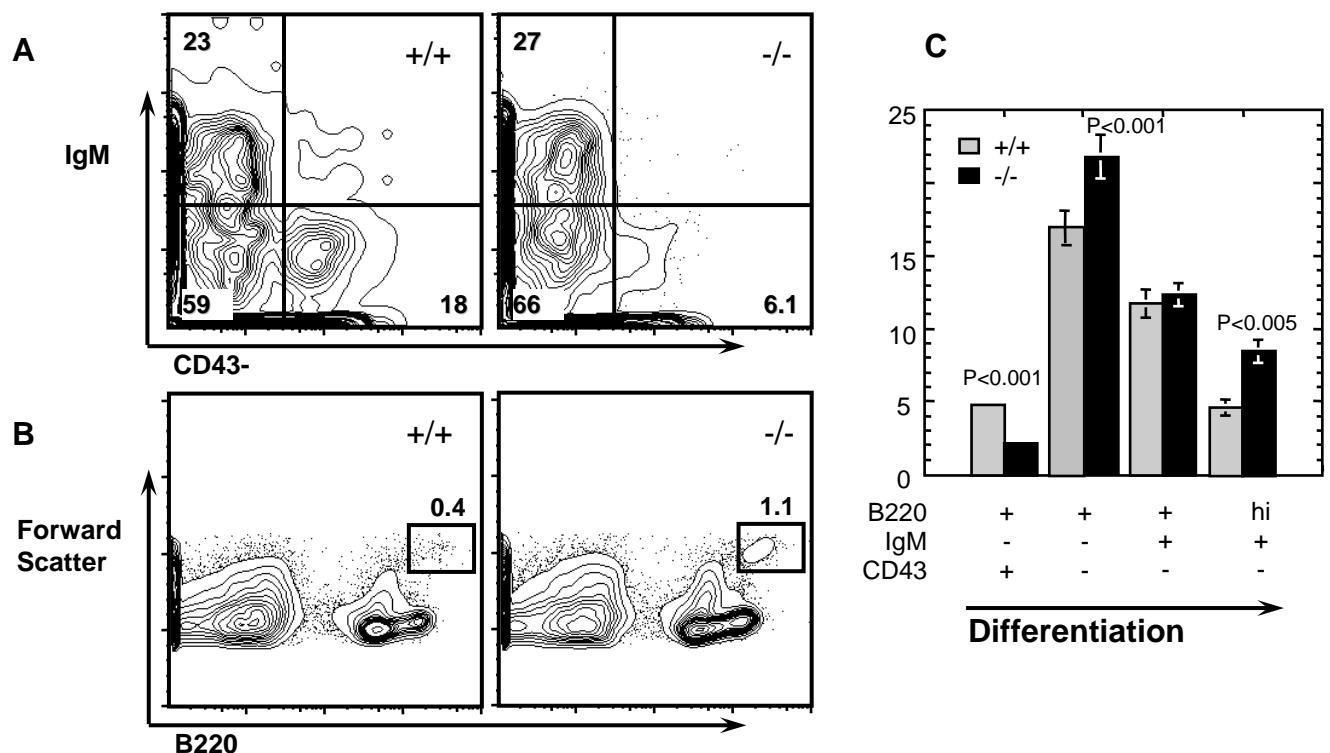 A
IgM
23
+/+
59
18
27
-/-
66
6.1
CD43-
B
Forward
Scatter
+/+
0.4
-/-
1.1
B220
C
25
15
10
5
0
+/+
-/-
P<0.001
P<0.001
P<0.005
B220 + + + hi
IgM - - + +
CD43 + - - -
Differentiation